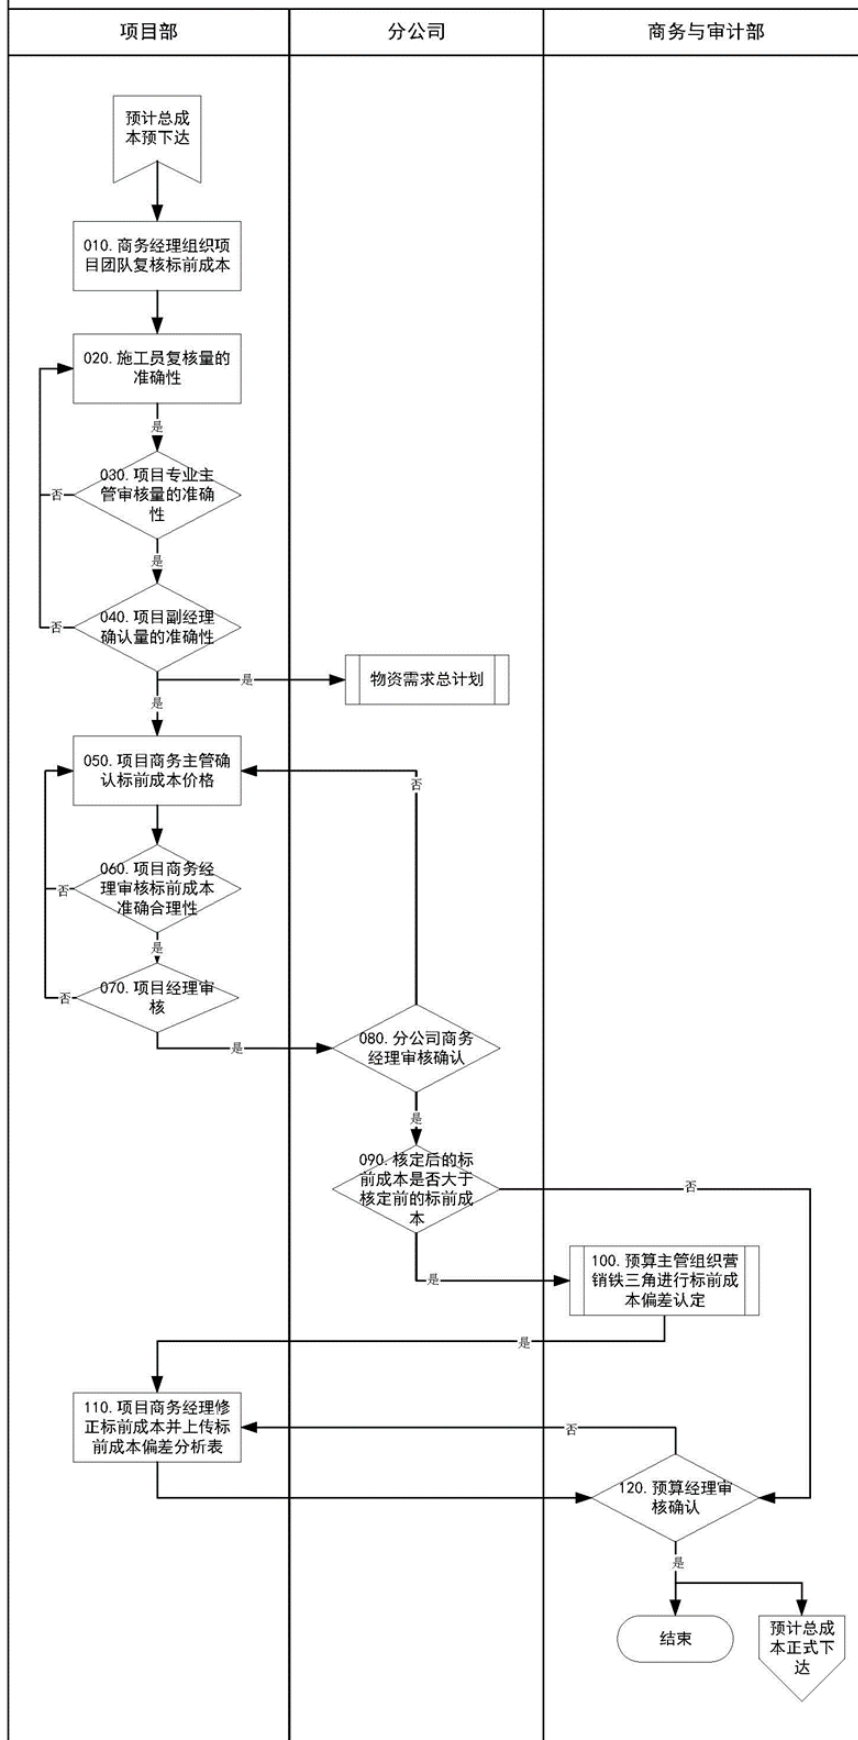 项目部
分公司
商务与审计部
预计总成
本预下达
010.商务经理组织项
目团队复核标前成本
020.施工员复核量的
准确性
是
030.项目专业主
管审核量的准确
性
否
是
040.项目副经理
确认量的准确性
否
是
物资需求总计划
是
050.项目商务主管确
认标前成本价格
否
060.项目商务经
理审核标前成本
准确合理性
否
是
070.项目经理审
核
否
是
080.分公司商务
经理审核确认
是
090.核定后的标
前成本是否大于
核定前的标前成
本
否
是
100.预算主管组织营
销铁三角进行标前成
本偏差认定
是
110.项目商务经理修
正标前成本并上传标
前成本偏差分析表
否
120.预算经理审
核确认
是
结束
预计总成
本正式下
达